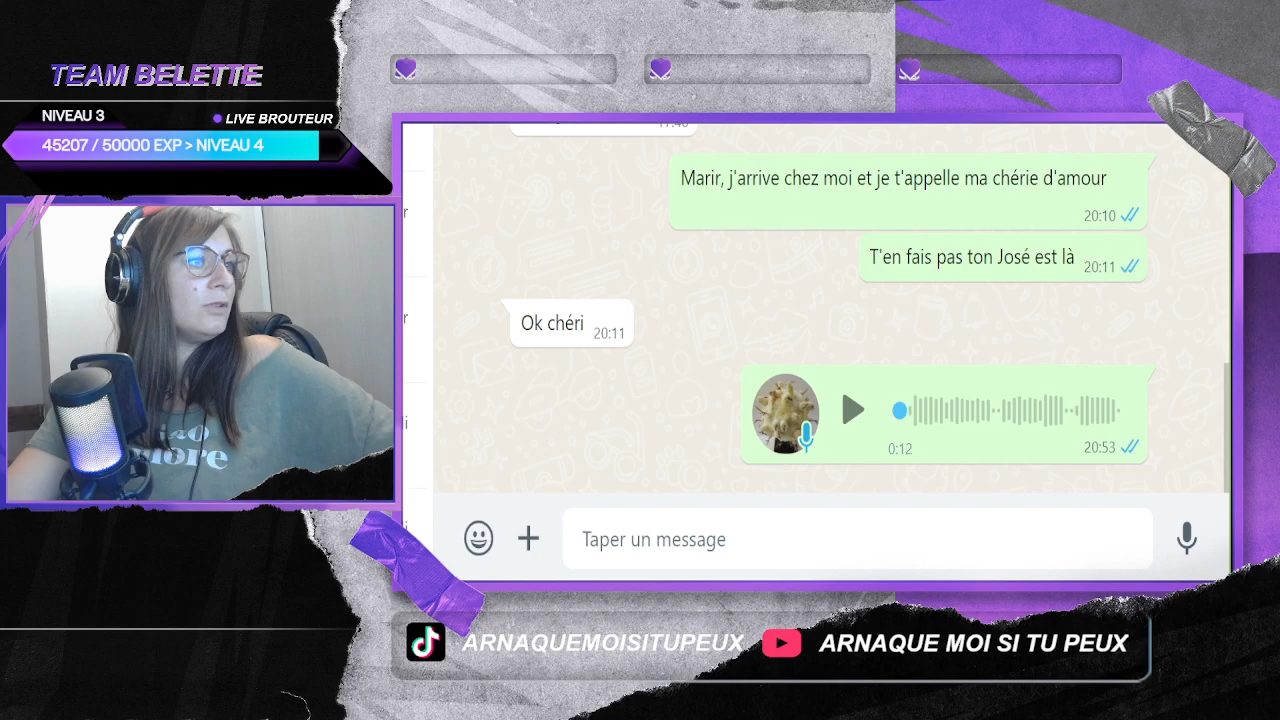 TEAM BELETTE
NIVEAU 3
LIVE BROUTEUR
45207 / 50000 EXP > NIVEAU 4
Marir, j'arrive chez moi et je t'appelle ma chérie d'amour
20:10
T'en fais pas ton José est là 20:11
Ok chéri 20:11
0:12
20:53
Taper un message
ARNAQUEMOISITUPEUX
ARNAQUE MOI SI TU PEUX